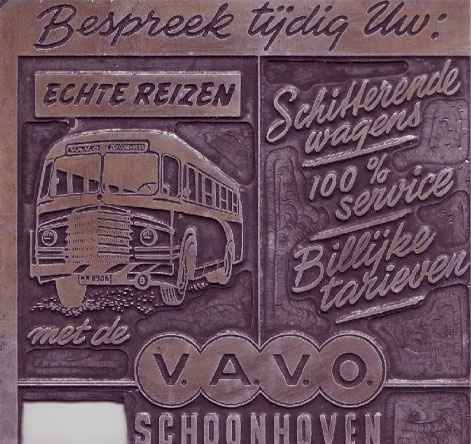 Bespreek tijdig Uw:
ECHTE REIZEN
V.A.V.O.
met de
Schitterende
wagens
100 %
service
Billijke
tarieven
V.A.V.O.
SCHOONHOVEN